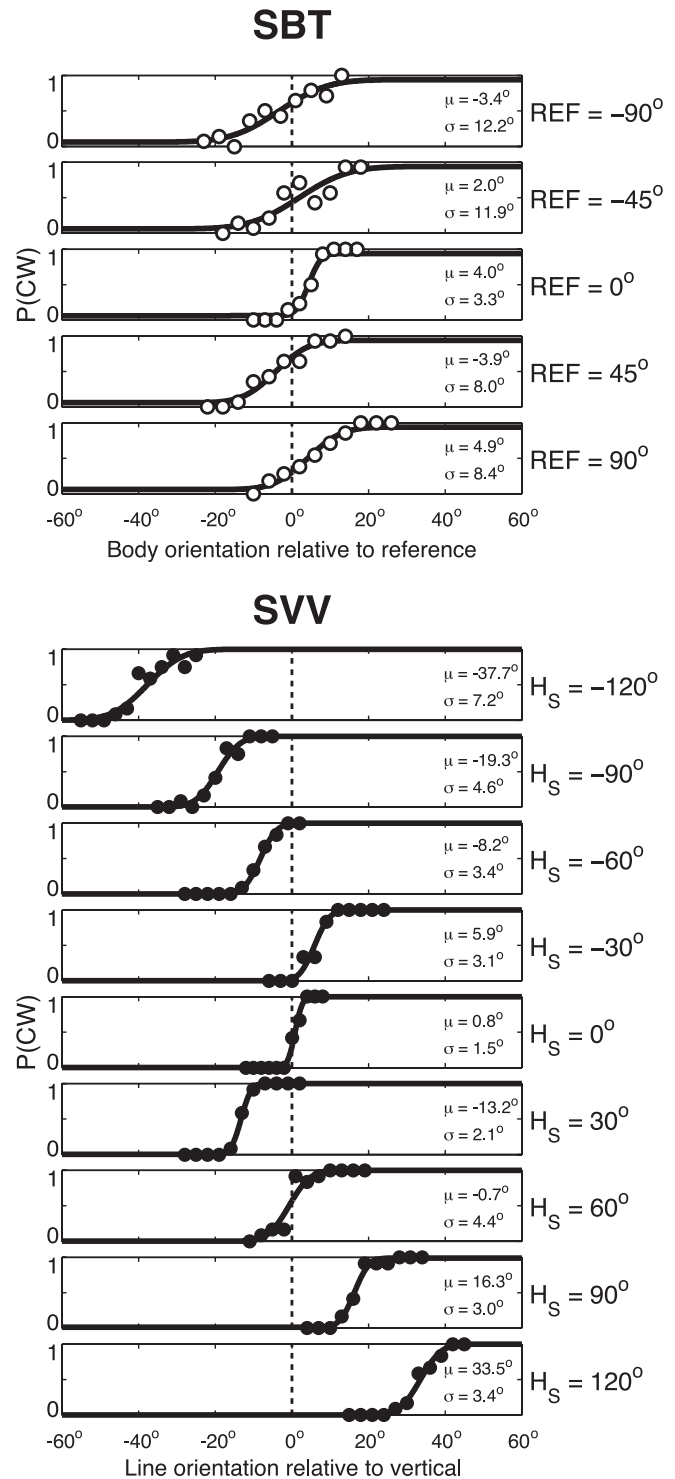 SBT
1
0
μ = -3.4°
σ = 12.2°
REF = −90°
1
0
μ = 2.0°
σ = 11.9°
REF = −45°
1
0
μ = 4.0°
σ = 3.3°
REF = 0°
1
0
μ = -3.9°
σ = 8.0°
REF = 45°
1
0
μ = 4.9°
σ = 8.4°
REF = 90°
P(CW)
-60° -40° -20° 0° 20° 40° 60°
Body orientation relative to reference
SVV
1
0
μ = -37.7°
σ = 7.2°
H_S = −120°
1
0
μ = -19.3°
σ = 4.6°
H_S = −90°
1
0
μ = -8.2°
σ = 3.4°
H_S = −60°
1
0
μ = 5.9°
σ = 3.1°
H_S = −30°
1
0
μ = 0.8°
σ = 1.5°
H_S = 0°
1
0
μ = -13.2°
σ = 2.1°
H_S = 30°
1
0
μ = -0.7°
σ = 4.4°
H_S = 60°
1
0
μ = 16.3°
σ = 3.0°
H_S = 90°
1
0
μ = 33.5°
σ = 3.4°
H_S = 120°
P(CW)
-60° -40° -20° 0° 20° 40° 60°
Line orientation relative to vertical